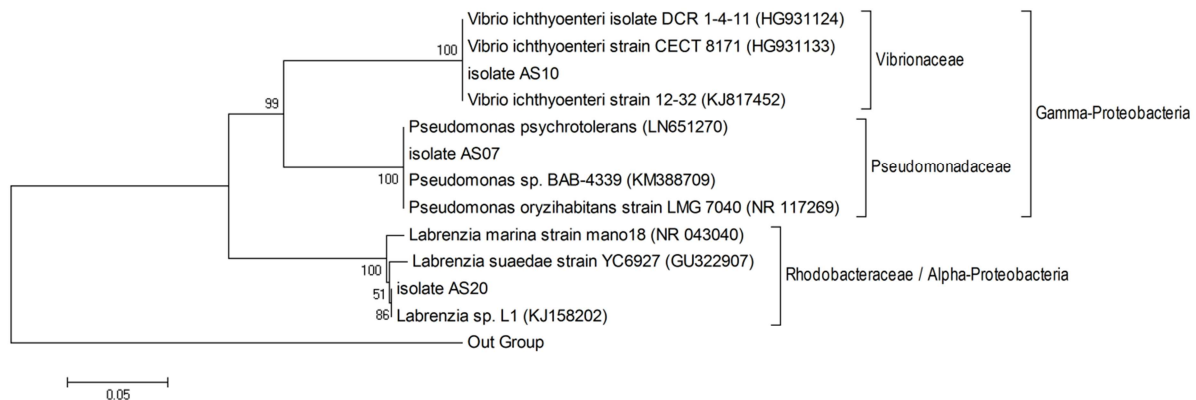 Vibrio ichthyoenteri isolate DCR 1-4-11 (HG931124)
100
Vibrio ichthyoenteri strain CECT 8171 (HG931133)
Vibrionaceae
isolate AS10
Vibrio ichthyoenteri strain 12-32 (KJ817452)
99
Gamma-Proteobacteria
Pseudomonas psychrotolerans (LN651270)
isolate AS07
Pseudomonadaceae
100
Pseudomonas sp. BAB-4339 (KM388709)
Pseudomonas oryzihabitans strain LMG 7040 (NR 117269)
Labrenzia marina strain mano18 (NR 043040)
Labrenzia suaedae strain YC6927 (GU322907)
100
Rhodobacteraceae / Alpha-Proteobacteria
isolate AS20
51
Labrenzia sp. L1 (KJ158202)
86
Out Group
0.05